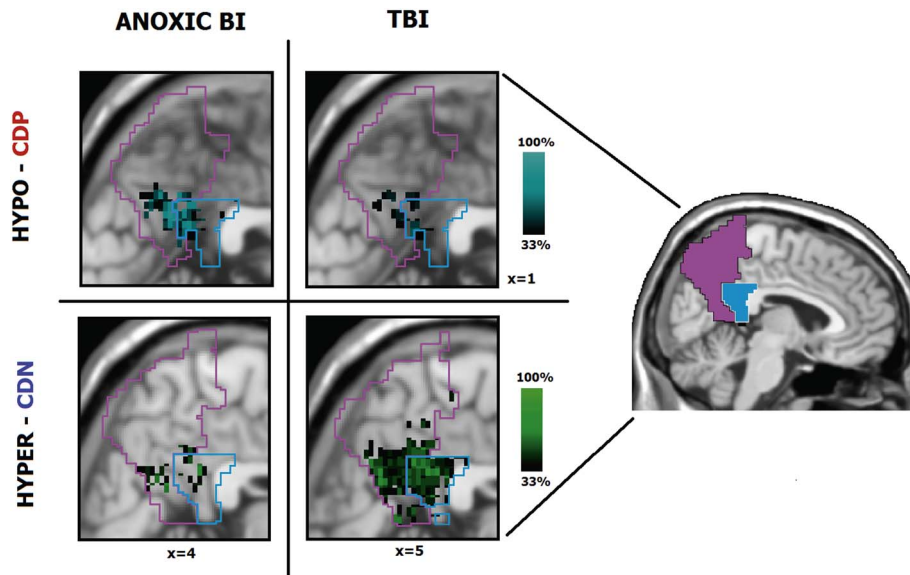 ANOXIC BI
TBI
HYPO - CDP
100%
33%
x=1
HYPER - CDN
100%
33%
x=4
x=5